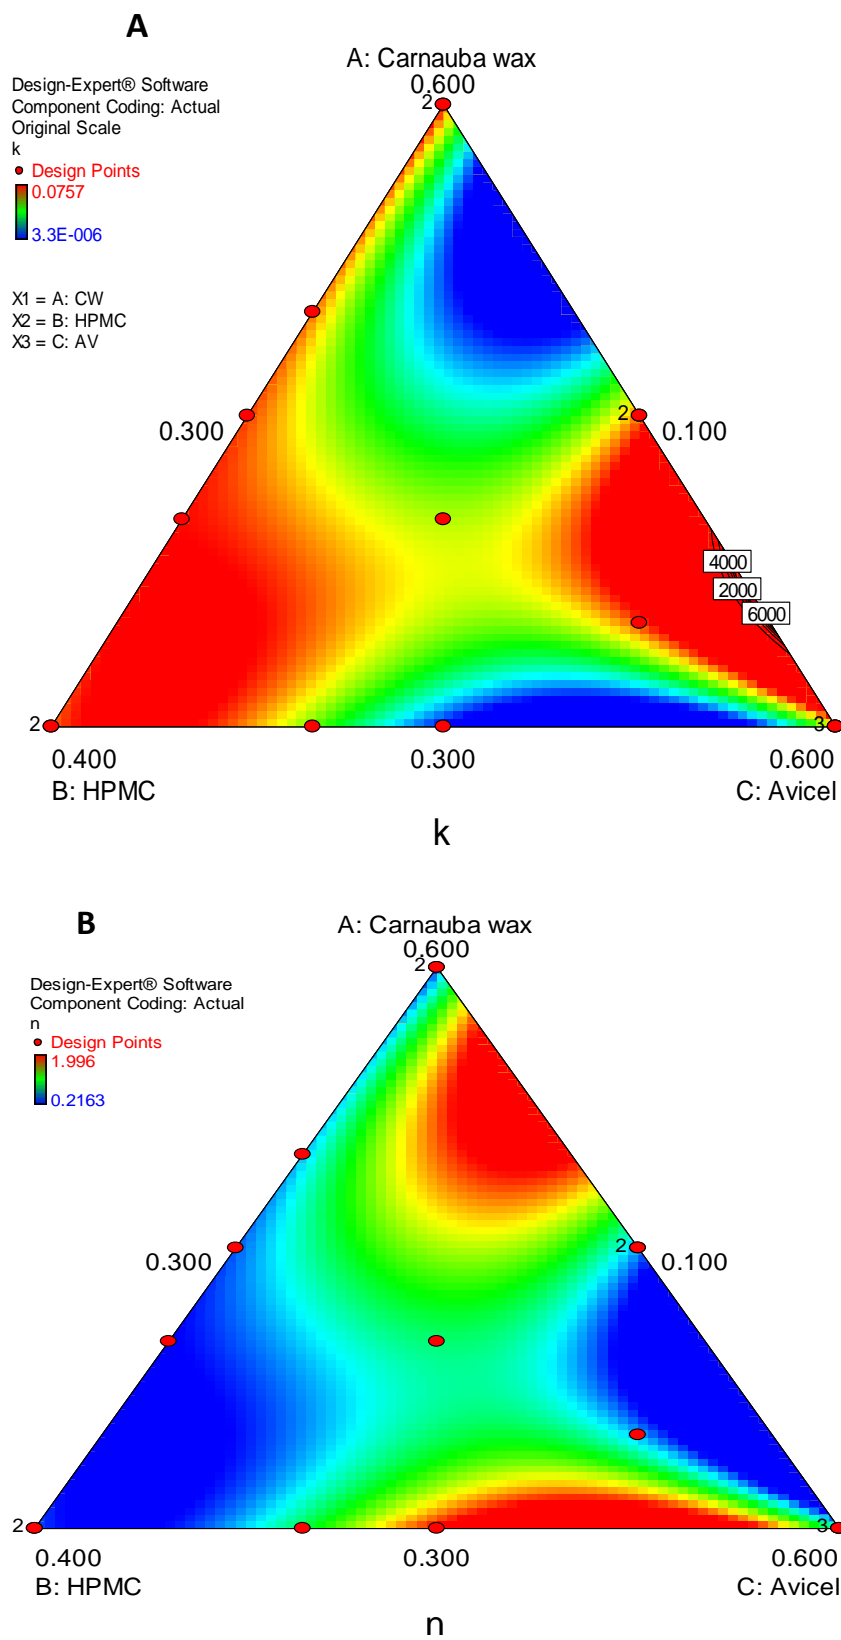 A
A: Carnauba wax
0.600
2
Design-Expert® Software
Component Coding: Actual
Original Scale
k
Design Points
0.0757
3.3E-006
X1 = A: CW
X2 = B: HPMC
X3 = C: AV
0.300
2
0.100
4000
2000
6000
2
3
0.400
0.300
0.600
B: HPMC
C: Avicel
k
B
A: Carnauba wax
0.600
2
Design-Expert® Software
Component Coding: Actual
n
Design Points
1.996
0.2163
0.300
2
0.100
2
3
0.400
0.300
0.600
B: HPMC
C: Avicel
n